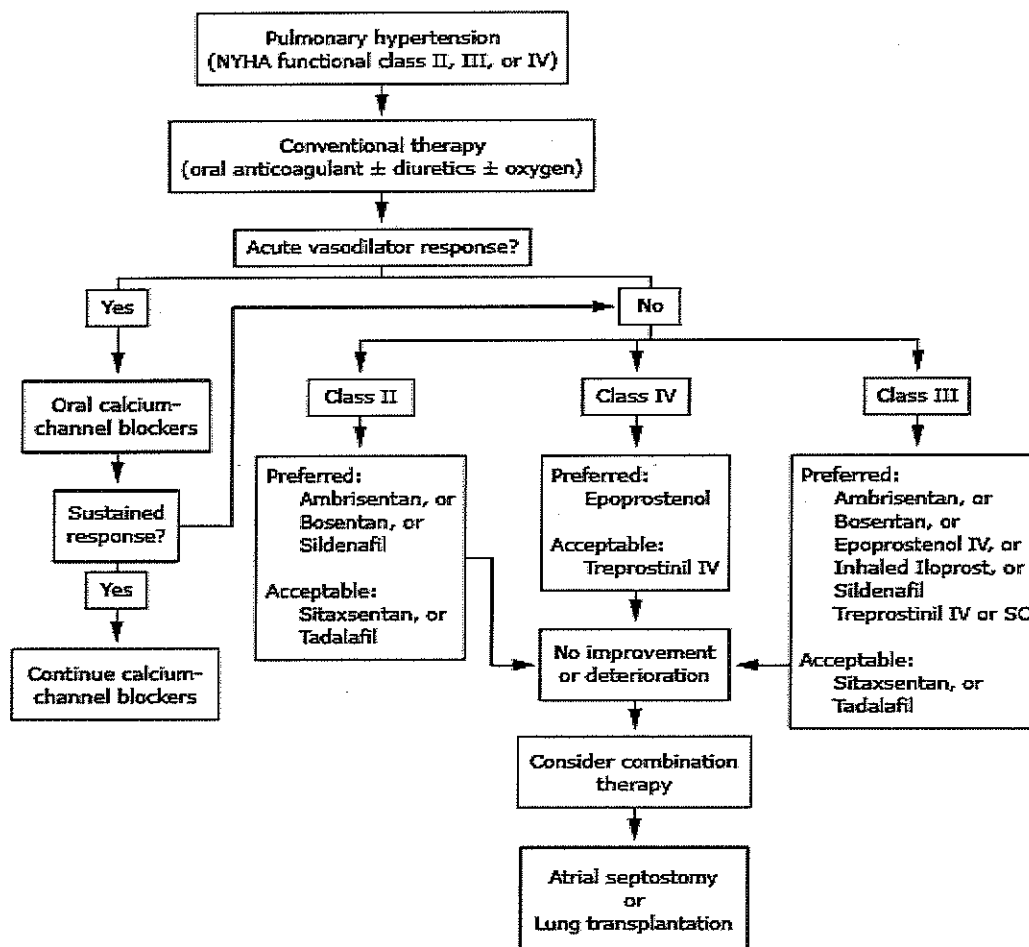 Pulmonary hypertension
(NYHA functional class II, III, or IV)
Conventional therapy
(oral anticoagulant ± diuretics ± oxygen)
Acute vasodilator response?
Yes
No
Oral calcium-
channel blockers
Sustained
response?
Yes
Continue calcium-
channel blockers
Class II
Preferred:
Ambrisentan, or
Bosentan, or
Sildenafil
Acceptable:
Sitaxsentan, or
Tadalafil
Class IV
Preferred:
Epoprostenol
Acceptable:
Treprostinil IV
Class III
Preferred:
Ambrisentan, or
Bosentan, or
Epoprostenol IV, or
Inhaled Iloprost, or
Sildenafil
Treprostinil IV or SC
Acceptable:
Sitaxsentan, or
Tadalafil
No improvement
or deterioration
Consider combination
therapy
Atrial septostomy
or
Lung transplantation